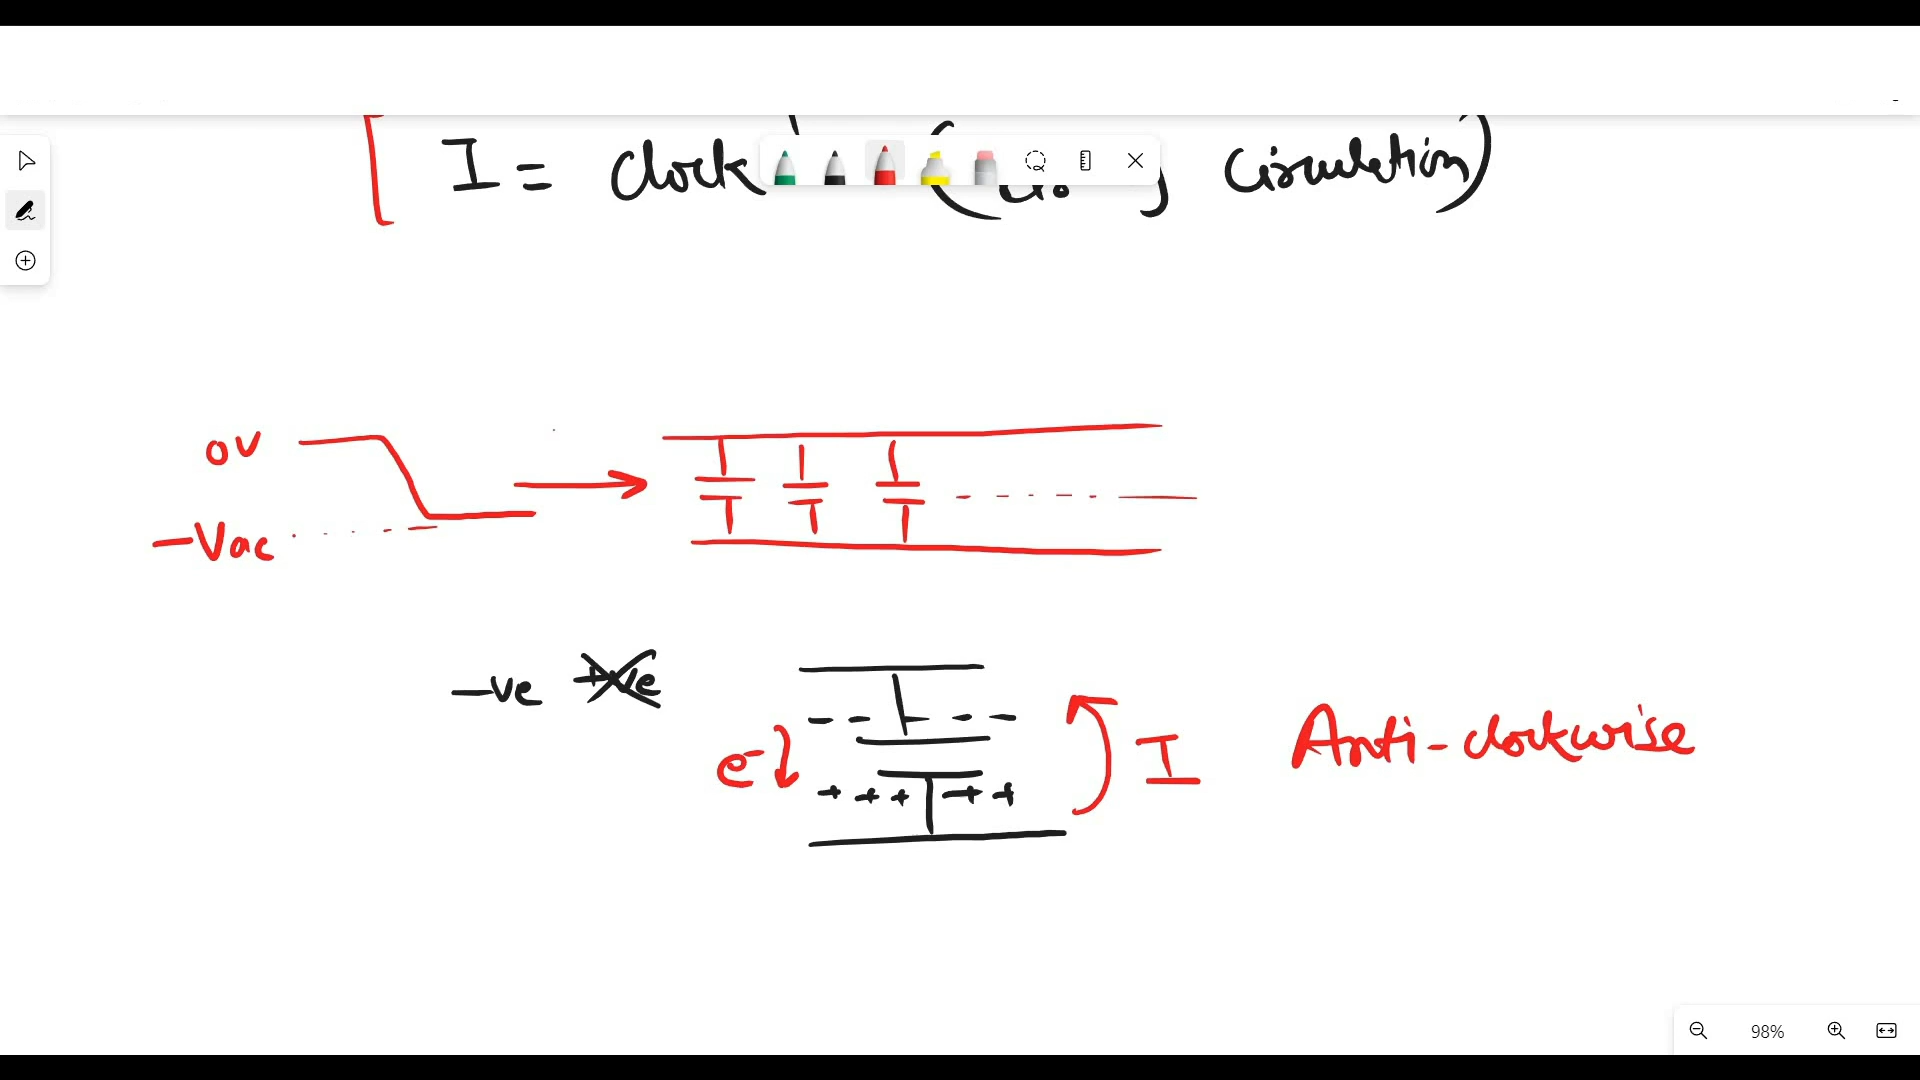 I = clock ( circulation)
0V
-Vac
-ve +ve
e- I Anti-clockwise
- - - - -
+ + + + +
98%